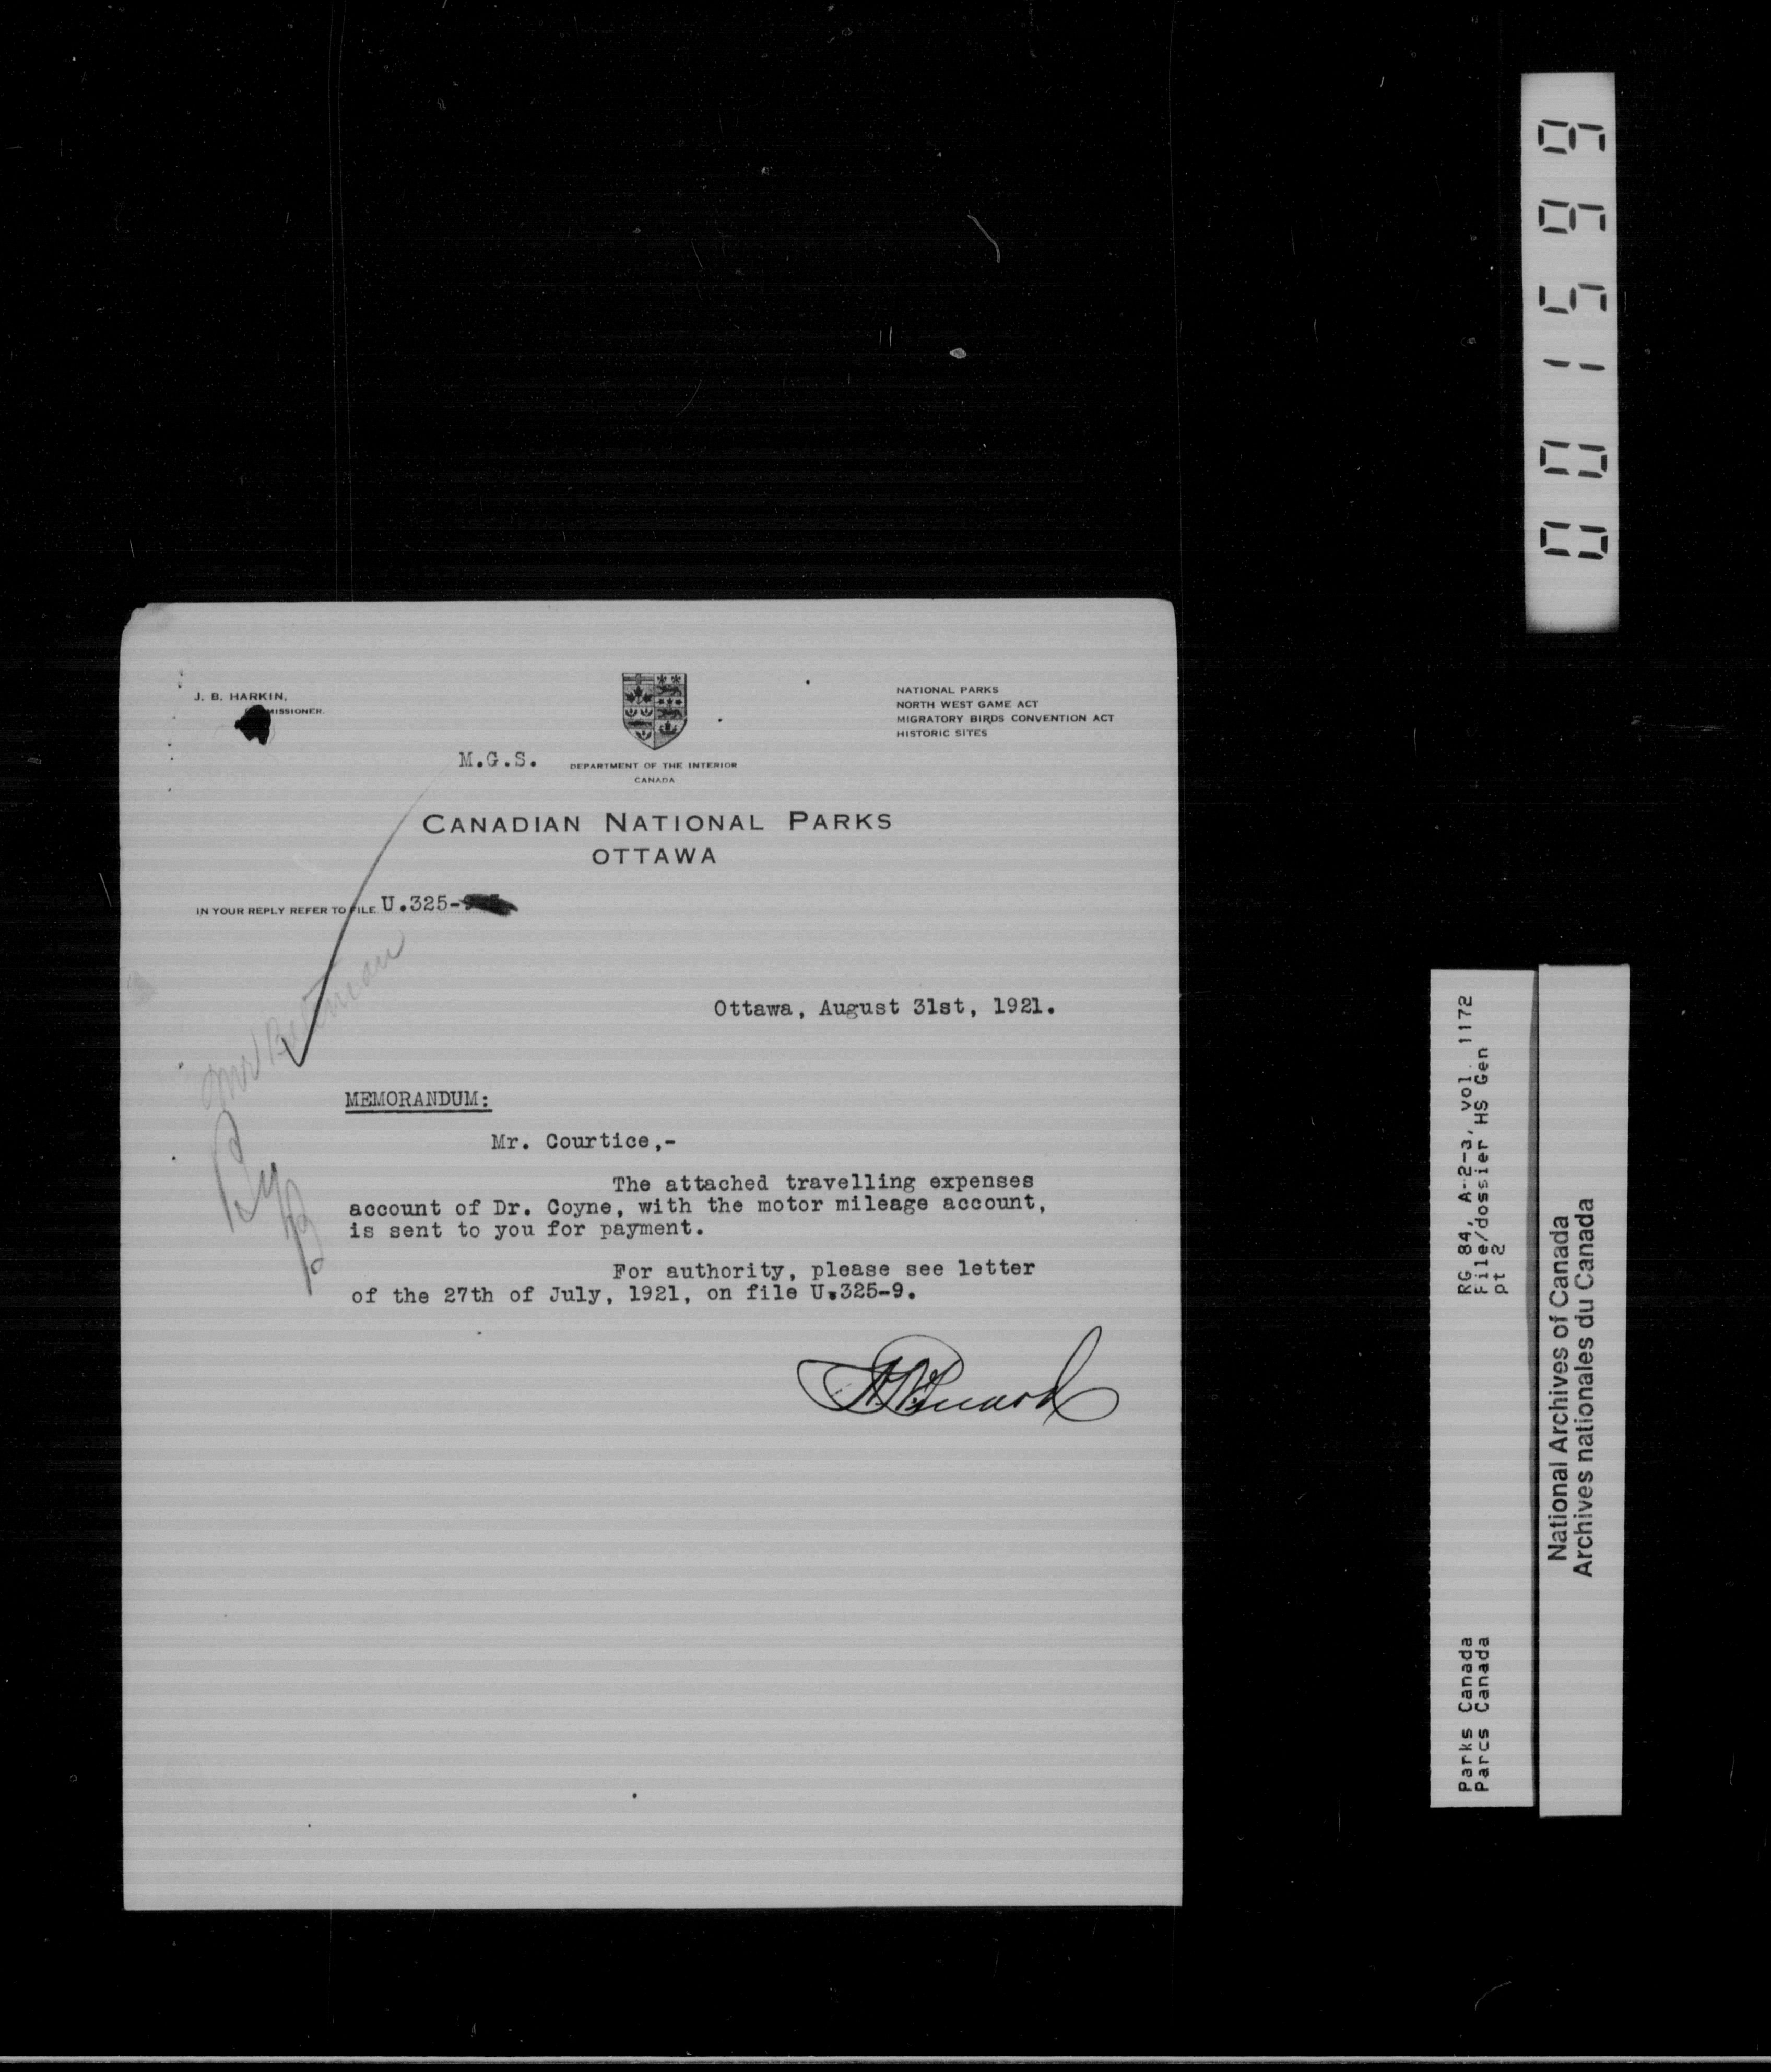 J. B. HARKIN,
MISSIONER.
NATIONAL PARKS
NORTH WEST GAME ACT
MIGRATORY BIRDS CONVENTION ACT
HISTORIC SITES
M.G.S.
DEPARTMENT OF THE INTERIOR
CANADA
CANADIAN NATIONAL PARKS
OTTAWA
IN YOUR REPLY REFER TO FILE U.325-
Ottawa, August 31st, 1921.
Mr
MEMORANDUM:
Mr. Courtice,-
The attached travelling expenses
account of Dr. Coyne, with the motor mileage account,
is sent to you for payment.
For authority, please see letter
of the 27th of July, 1921, on file U.325-9.
001599
RG 84, A-2-3, vol. 1172
File/dossier HS Gen
pt 2
Parks Canada
Parcs Canada
National Archives of Canada
Archives nationales du Canada